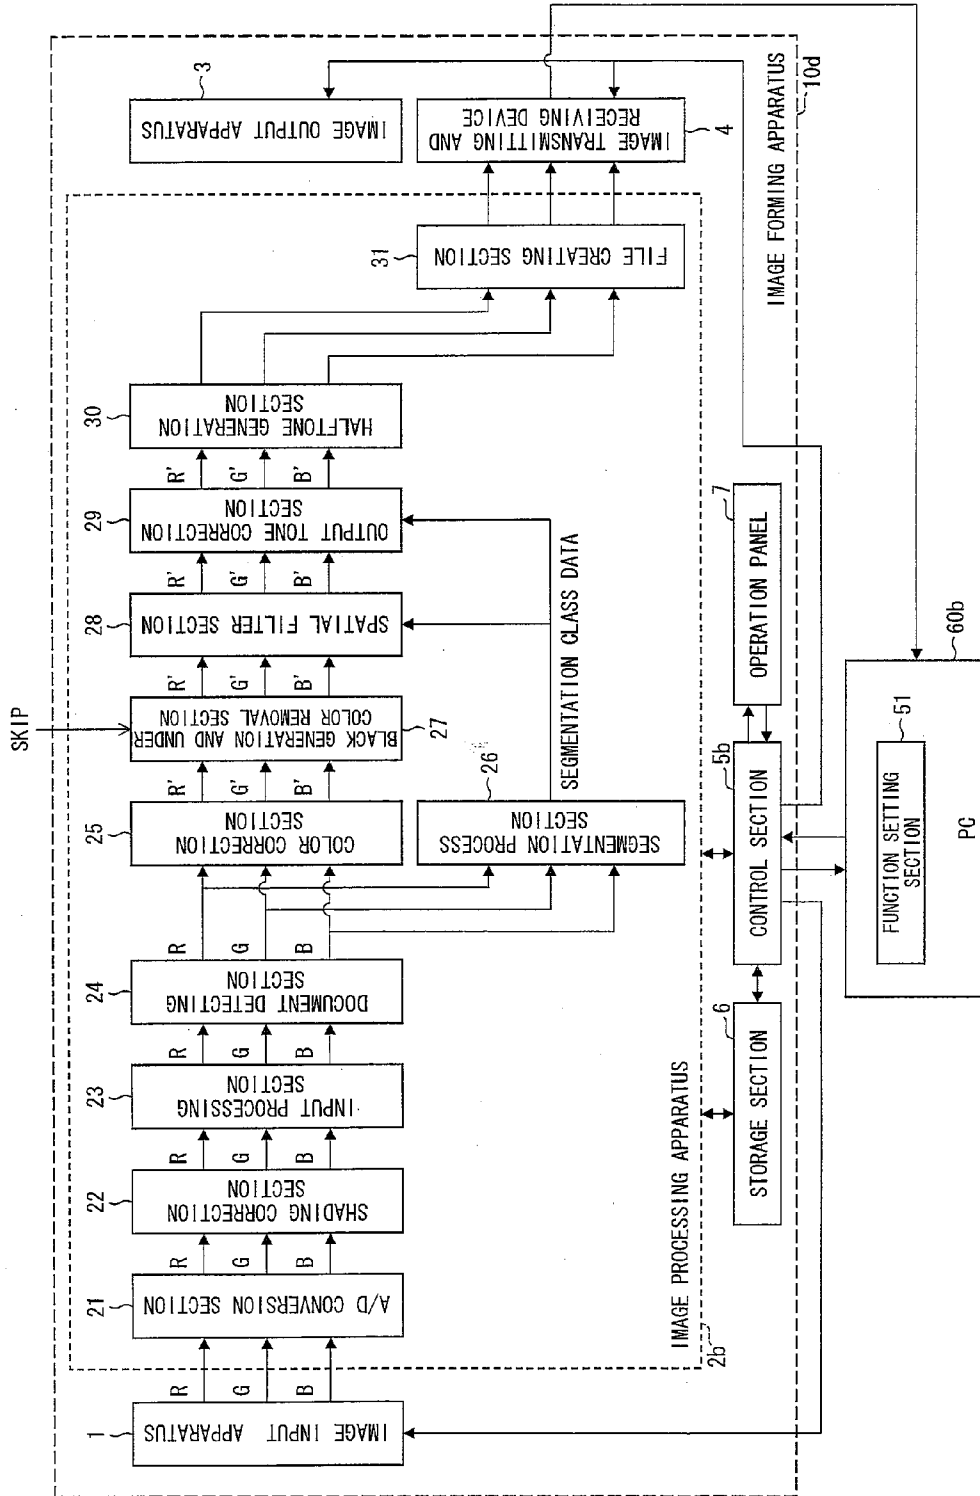 SKIP
1
IMAGE INPUT APPARATUS
R
G
B
21
A/D CONVERSION SECTION
R
G
B
22
SHADING CORRECTION
SECTION
R
G
B
23
INPUT PROCESSING
SECTION
R
G
B
24
DOCUMENT DETECTING
SECTION
R
G
B
25
COLOR CORRECTION
SECTION
R'
G'
B'
BLACK GENERATION AND UNDER
COLOR REMOVAL SECTION
27
R'
G'
B'
28
SPATIAL FILTER SECTION
R'
G'
B'
29
OUTPUT TONE CORRECTION
SECTION
R'
G'
B'
30
HALFTONE GENERATION
SECTION
3
IMAGE OUTPUT APPARATUS
26
SEGMENTATION PROCESS
SECTION
SEGMENTATION CLASS DATA
31
FILE CREATING SECTION
IMAGE TRANSMITTING AND
RECEIVING DEVICE
4
IMAGE PROCESSING APPARATUS
2b
IMAGE FORMING APPARATUS
10d
6
STORAGE SECTION
5b
CONTROL SECTION
7
OPERATION PANEL
60b
51
FUNCTION SETTING
SECTION
PC